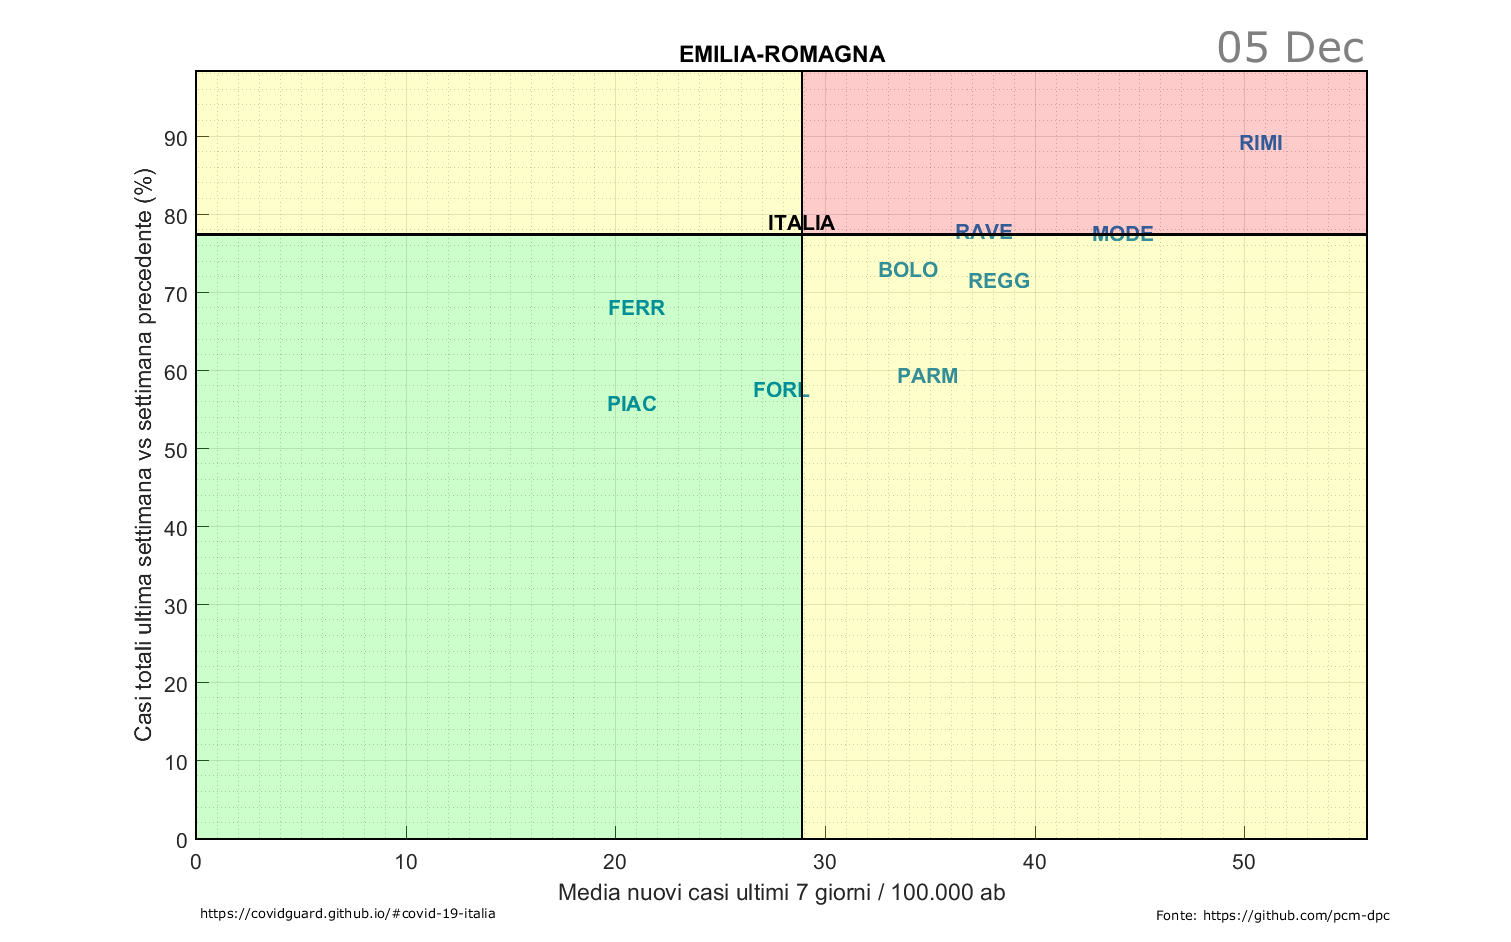 05 Dec
EMILIA-ROMAGNA
90
RIMI
80
ITALIA
RAVE
MODE
BOLO
70
REGG
FERR
60
PARM
FORL
PIAC
50
40
30
20
10
0
Casi totali ultima settimana vs settimana precedente (%)
0 10 20 30 40 50
Media nuovi casi ultimi 7 giorni / 100.000 ab
https://covidguard.github.io/#covid-19-italia
Fonte: https://github.com/pcm-dpc